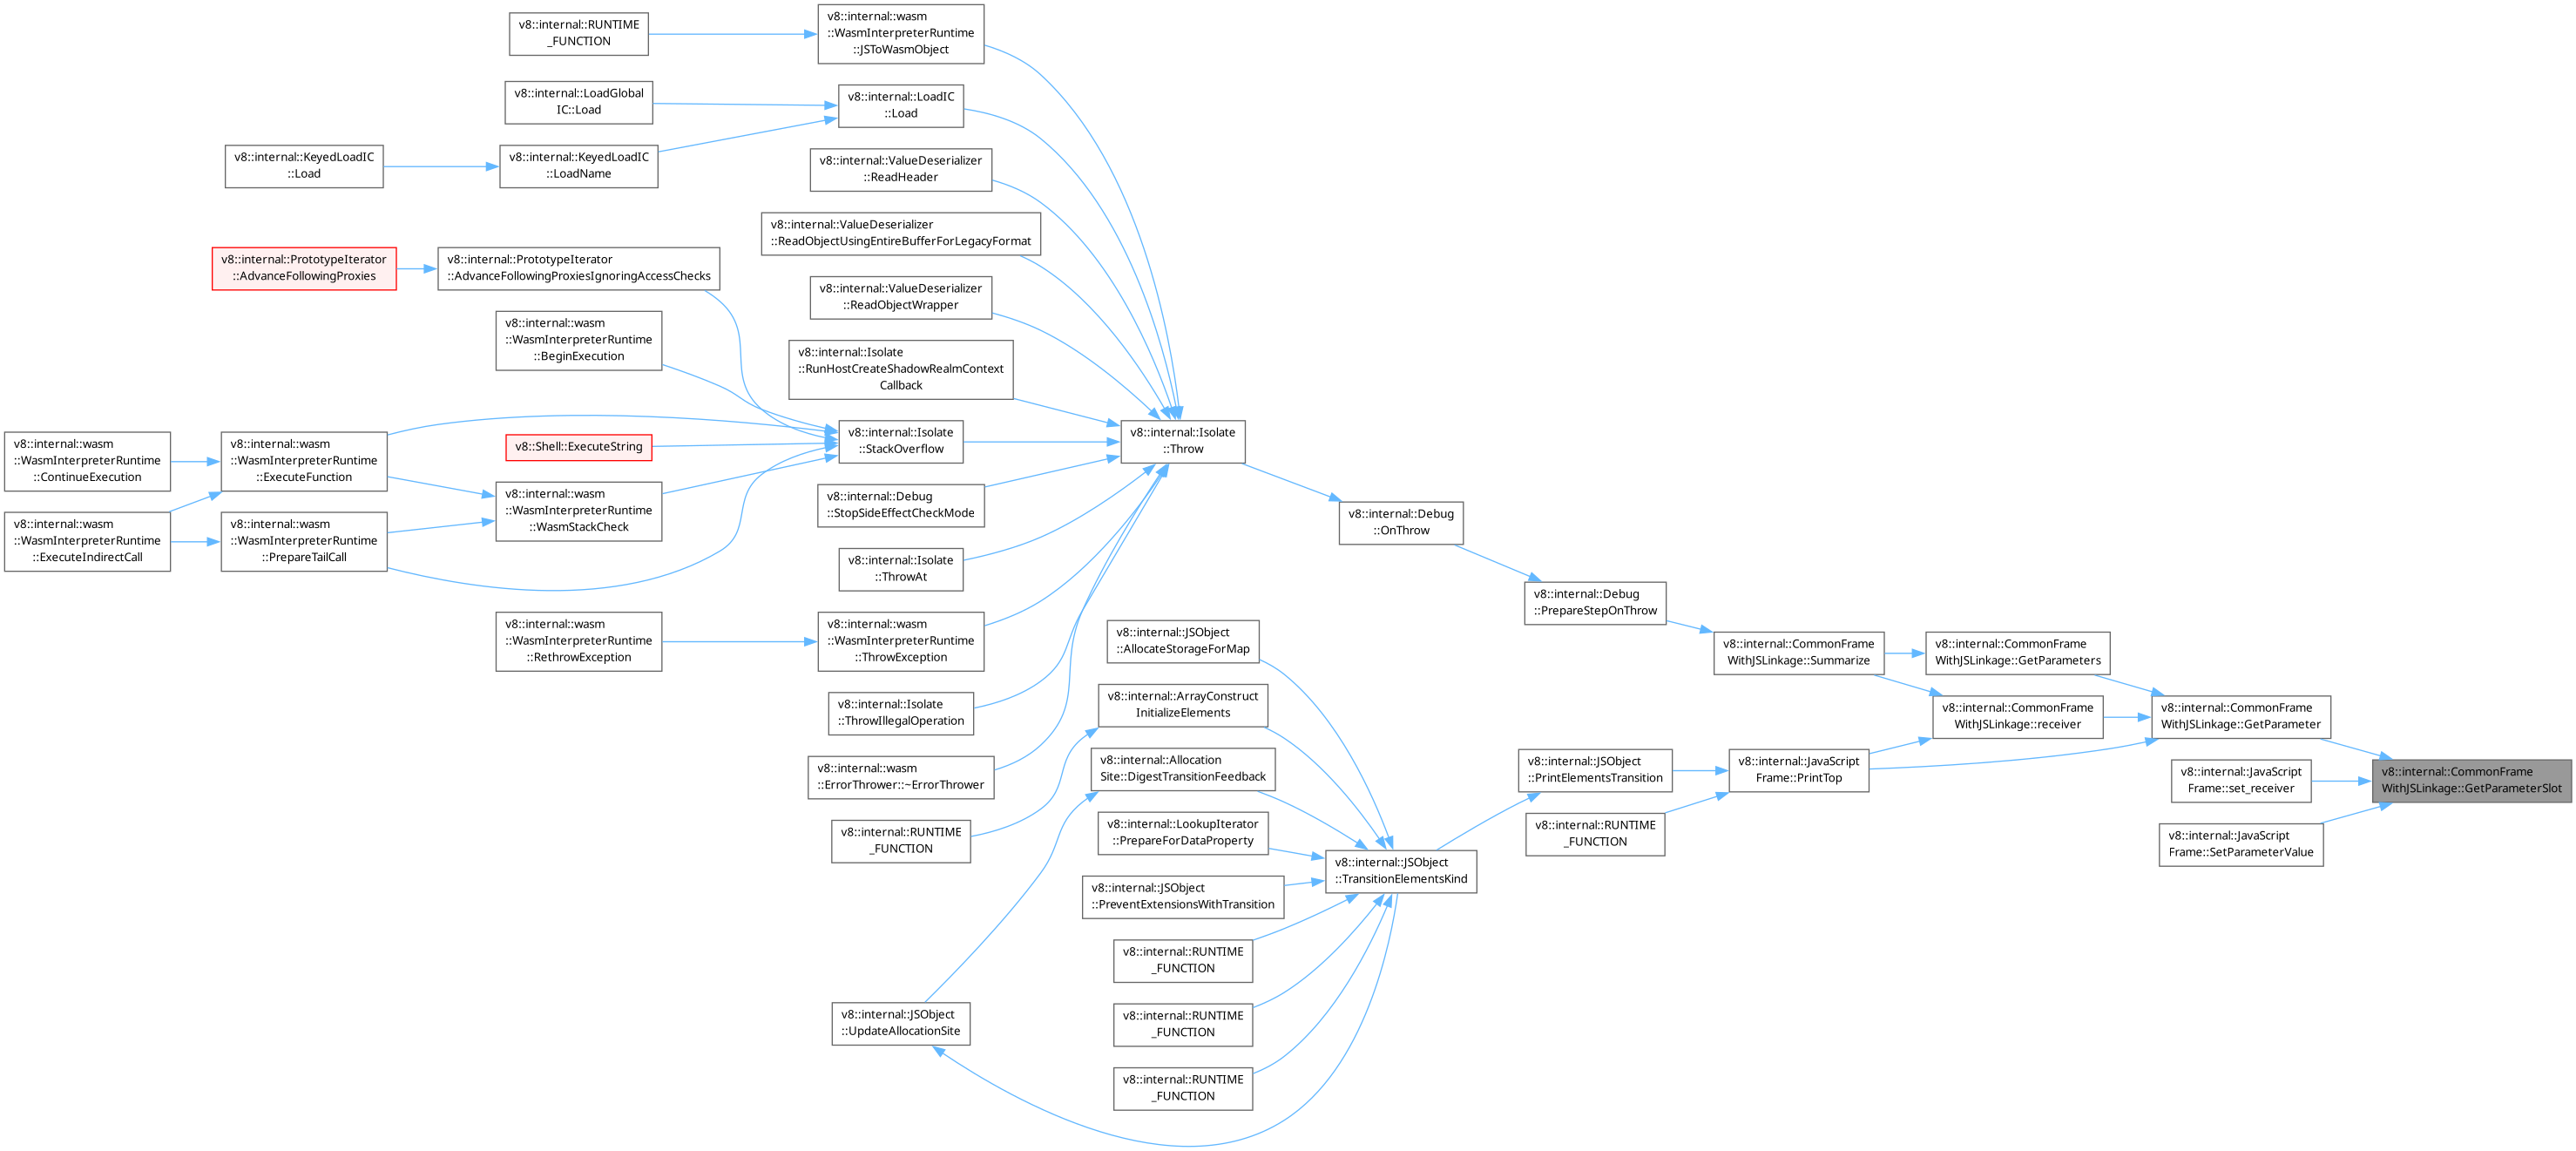 v8::internal::RUNTIME
_FUNCTION
v8::internal::wasm
::WasmInterpreterRuntime
::JSToWasmObject
v8::internal::LoadGlobal
IC::Load
v8::internal::LoadIC
::Load
v8::internal::KeyedLoadIC
::Load
v8::internal::KeyedLoadIC
::LoadName
v8::internal::ValueDeserializer
::ReadHeader
v8::internal::ValueDeserializer
::ReadObjectUsingEntireBufferForLegacyFormat
v8::internal::PrototypeIterator
::AdvanceFollowingProxies
v8::internal::PrototypeIterator
::AdvanceFollowingProxiesIgnoringAccessChecks
v8::internal::ValueDeserializer
::ReadObjectWrapper
v8::internal::wasm
::WasmInterpreterRuntime
::BeginExecution
v8::internal::Isolate
::RunHostCreateShadowRealmContext
Callback
v8::internal::wasm
::WasmInterpreterRuntime
::ContinueExecution
v8::internal::wasm
::WasmInterpreterRuntime
::ExecuteFunction
v8::Shell::ExecuteString
v8::internal::Isolate
::StackOverflow
v8::internal::Isolate
::Throw
v8::internal::wasm
::WasmInterpreterRuntime
::ExecuteIndirectCall
v8::internal::wasm
::WasmInterpreterRuntime
::PrepareTailCall
v8::internal::wasm
::WasmInterpreterRuntime
::WasmStackCheck
v8::internal::Debug
::StopSideEffectCheckMode
v8::internal::Debug
::OnThrow
v8::internal::Isolate
::ThrowAt
v8::internal::Debug
::PrepareStepOnThrow
v8::internal::wasm
::WasmInterpreterRuntime
::RethrowException
v8::internal::wasm
::WasmInterpreterRuntime
::ThrowException
v8::internal::JSObject
::AllocateStorageForMap
v8::internal::CommonFrame
WithJSLinkage::Summarize
v8::internal::CommonFrame
WithJSLinkage::GetParameters
v8::internal::Isolate
::ThrowIllegalOperation
v8::internal::ArrayConstruct
InitializeElements
v8::internal::CommonFrame
WithJSLinkage::receiver
v8::internal::CommonFrame
WithJSLinkage::GetParameter
v8::internal::wasm
::ErrorThrower::~ErrorThrower
v8::internal::Allocation
Site::DigestTransitionFeedback
v8::internal::JSObject
::PrintElementsTransition
v8::internal::JavaScript
Frame::PrintTop
v8::internal::JavaScript
Frame::set_receiver
v8::internal::CommonFrame
WithJSLinkage::GetParameterSlot
v8::internal::RUNTIME
_FUNCTION
v8::internal::LookupIterator
::PrepareForDataProperty
v8::internal::RUNTIME
_FUNCTION
v8::internal::JavaScript
Frame::SetParameterValue
v8::internal::JSObject
::TransitionElementsKind
v8::internal::JSObject
::PreventExtensionsWithTransition
v8::internal::RUNTIME
_FUNCTION
v8::internal::JSObject
::UpdateAllocationSite
v8::internal::RUNTIME
_FUNCTION
v8::internal::RUNTIME
_FUNCTION